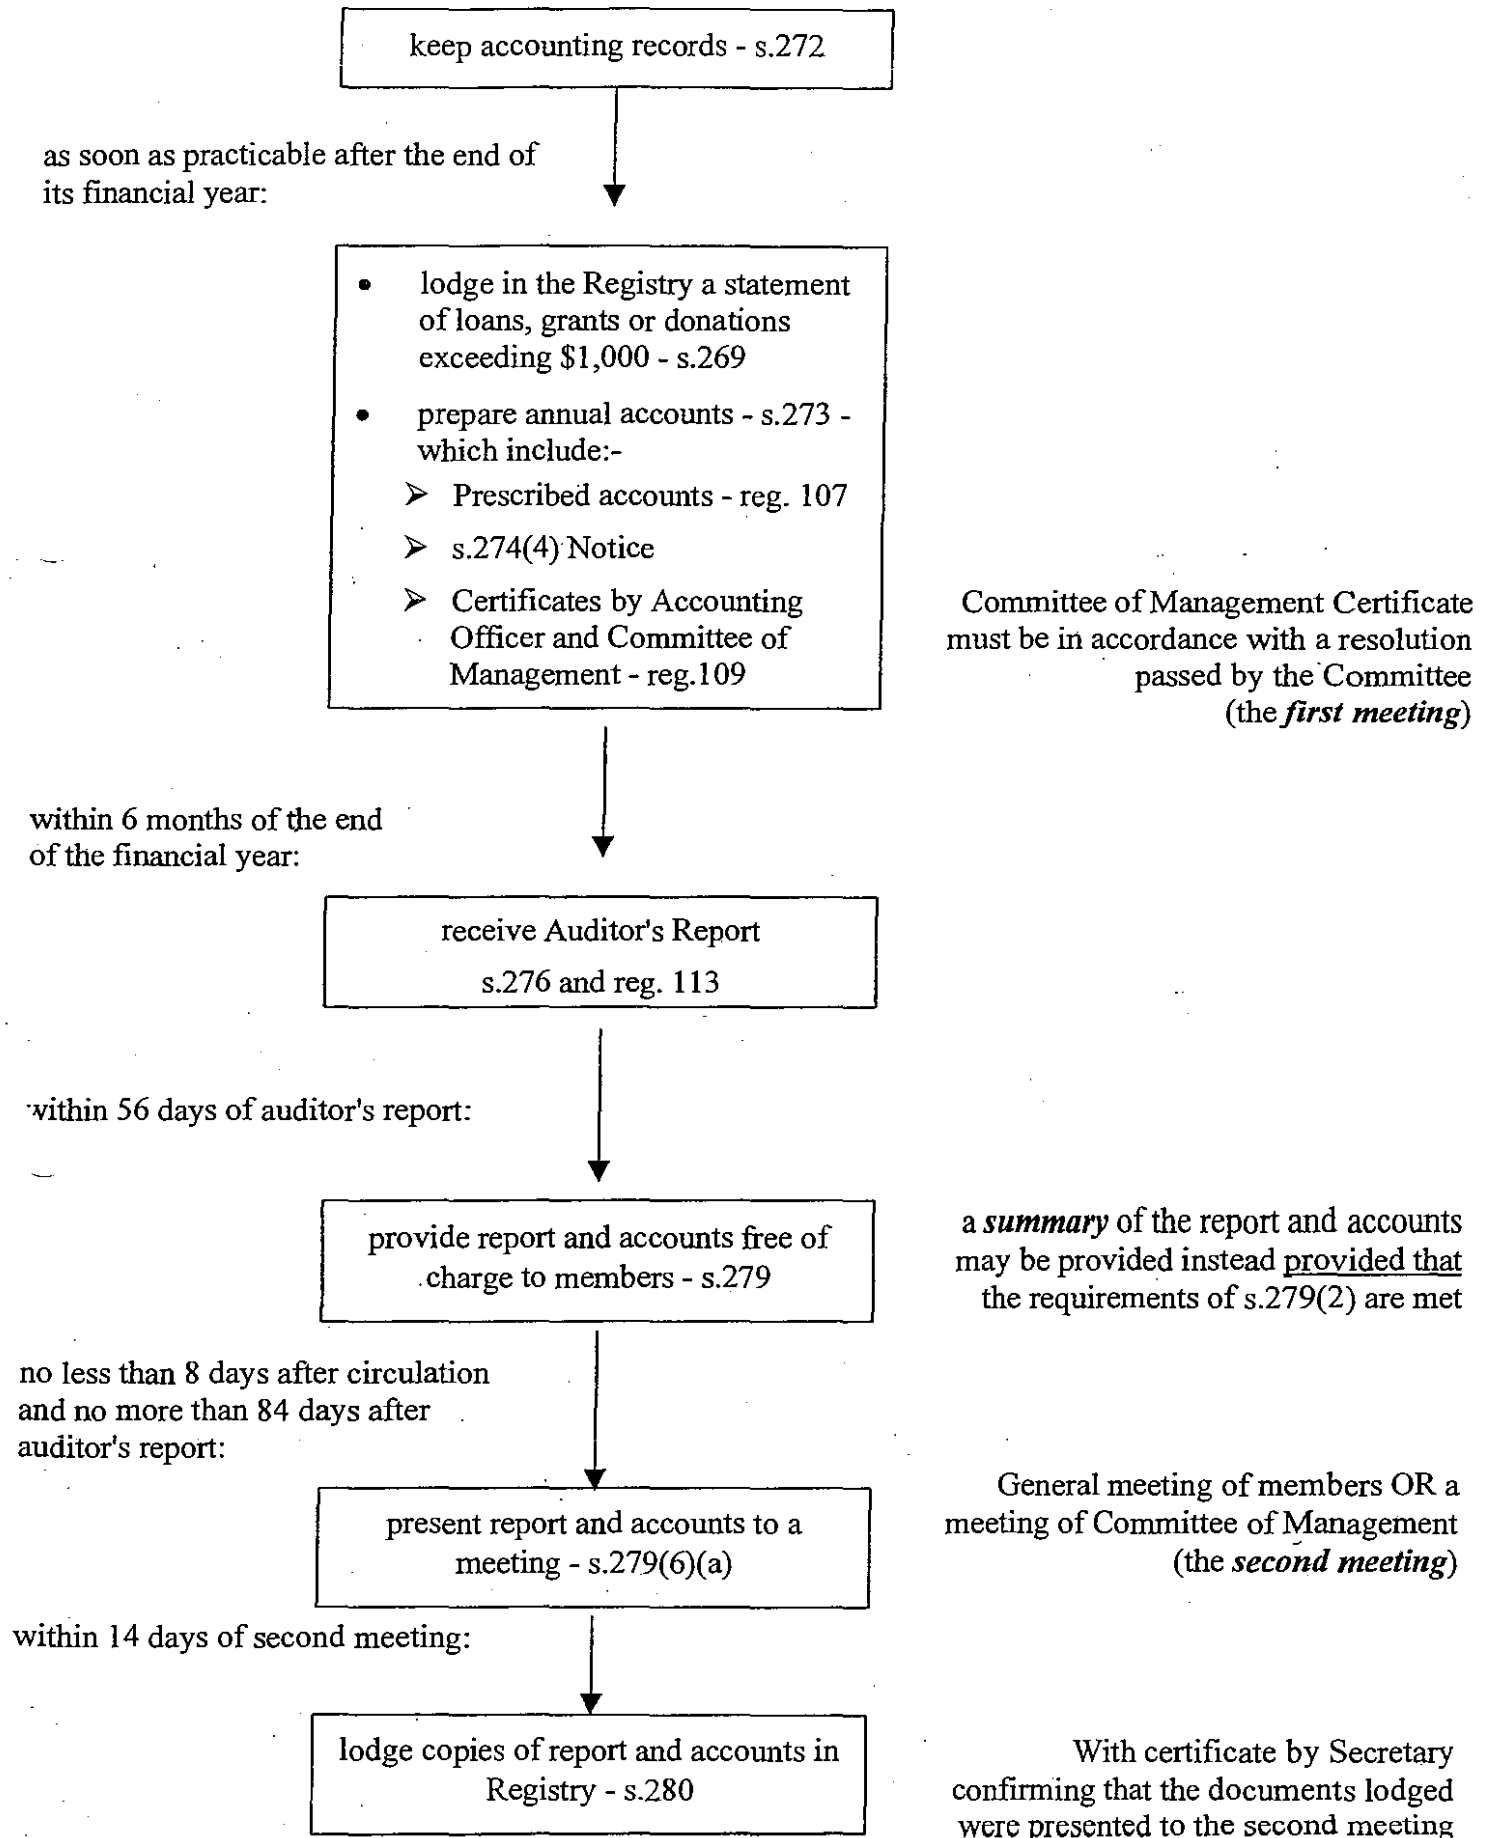 keep accounting records - s.272
as soon as practicable after the end of
its financial year:
• lodge in the Registry a statement
of loans, grants or donations
exceeding $1,000 - s.269
• prepare annual accounts - s.273 -
which include:-
➢ Prescribed accounts - reg. 107
➢ s.274(4) Notice
➢ Certificates by Accounting
Officer and Committee of
Management - reg.109
Committee of Management Certificate
must be in accordance with a resolution
passed by the Committee
(the first meeting)
within 6 months of the end
of the financial year:
receive Auditor's Report
s.276 and reg. 113
within 56 days of auditor's report:
provide report and accounts free of
charge to members - s.279
a summary of the report and accounts
may be provided instead provided that
the requirements of s.279(2) are met
no less than 8 days after circulation
and no more than 84 days after
auditor's report:
present report and accounts to a
meeting - s.279(6)(a)
General meeting of members OR a
meeting of Committee of Management
(the second meeting)
within 14 days of second meeting:
lodge copies of report and accounts in
Registry - s.280
With certificate by Secretary
confirming that the documents lodged
were presented to the second meeting